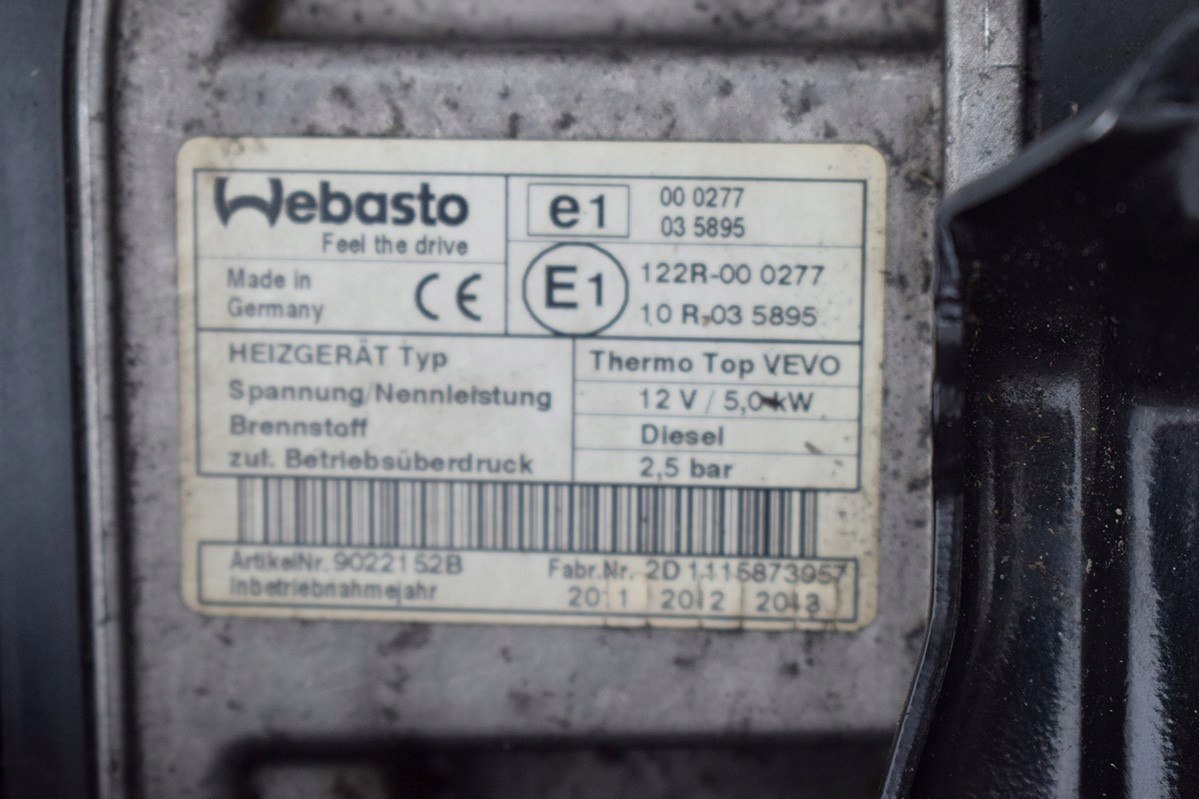 Webasto
Feel the drive
Made in
Germany
CE
e1
00 0277
03 5895
E1
122R-00 0277
10 R-03 5895
HEIZGERÄT Typ
Thermo Top VEVO
Spannung/Nennleistung
12 V / 5,0 kW
Brennstoff
Diesel
zul. Betriebsüberdruck
2,5 bar
ArtikelNr. 9022152B
Fabr.Nr. 2D1115873957
Inbetriebnahmejahr
2011 2012 2013